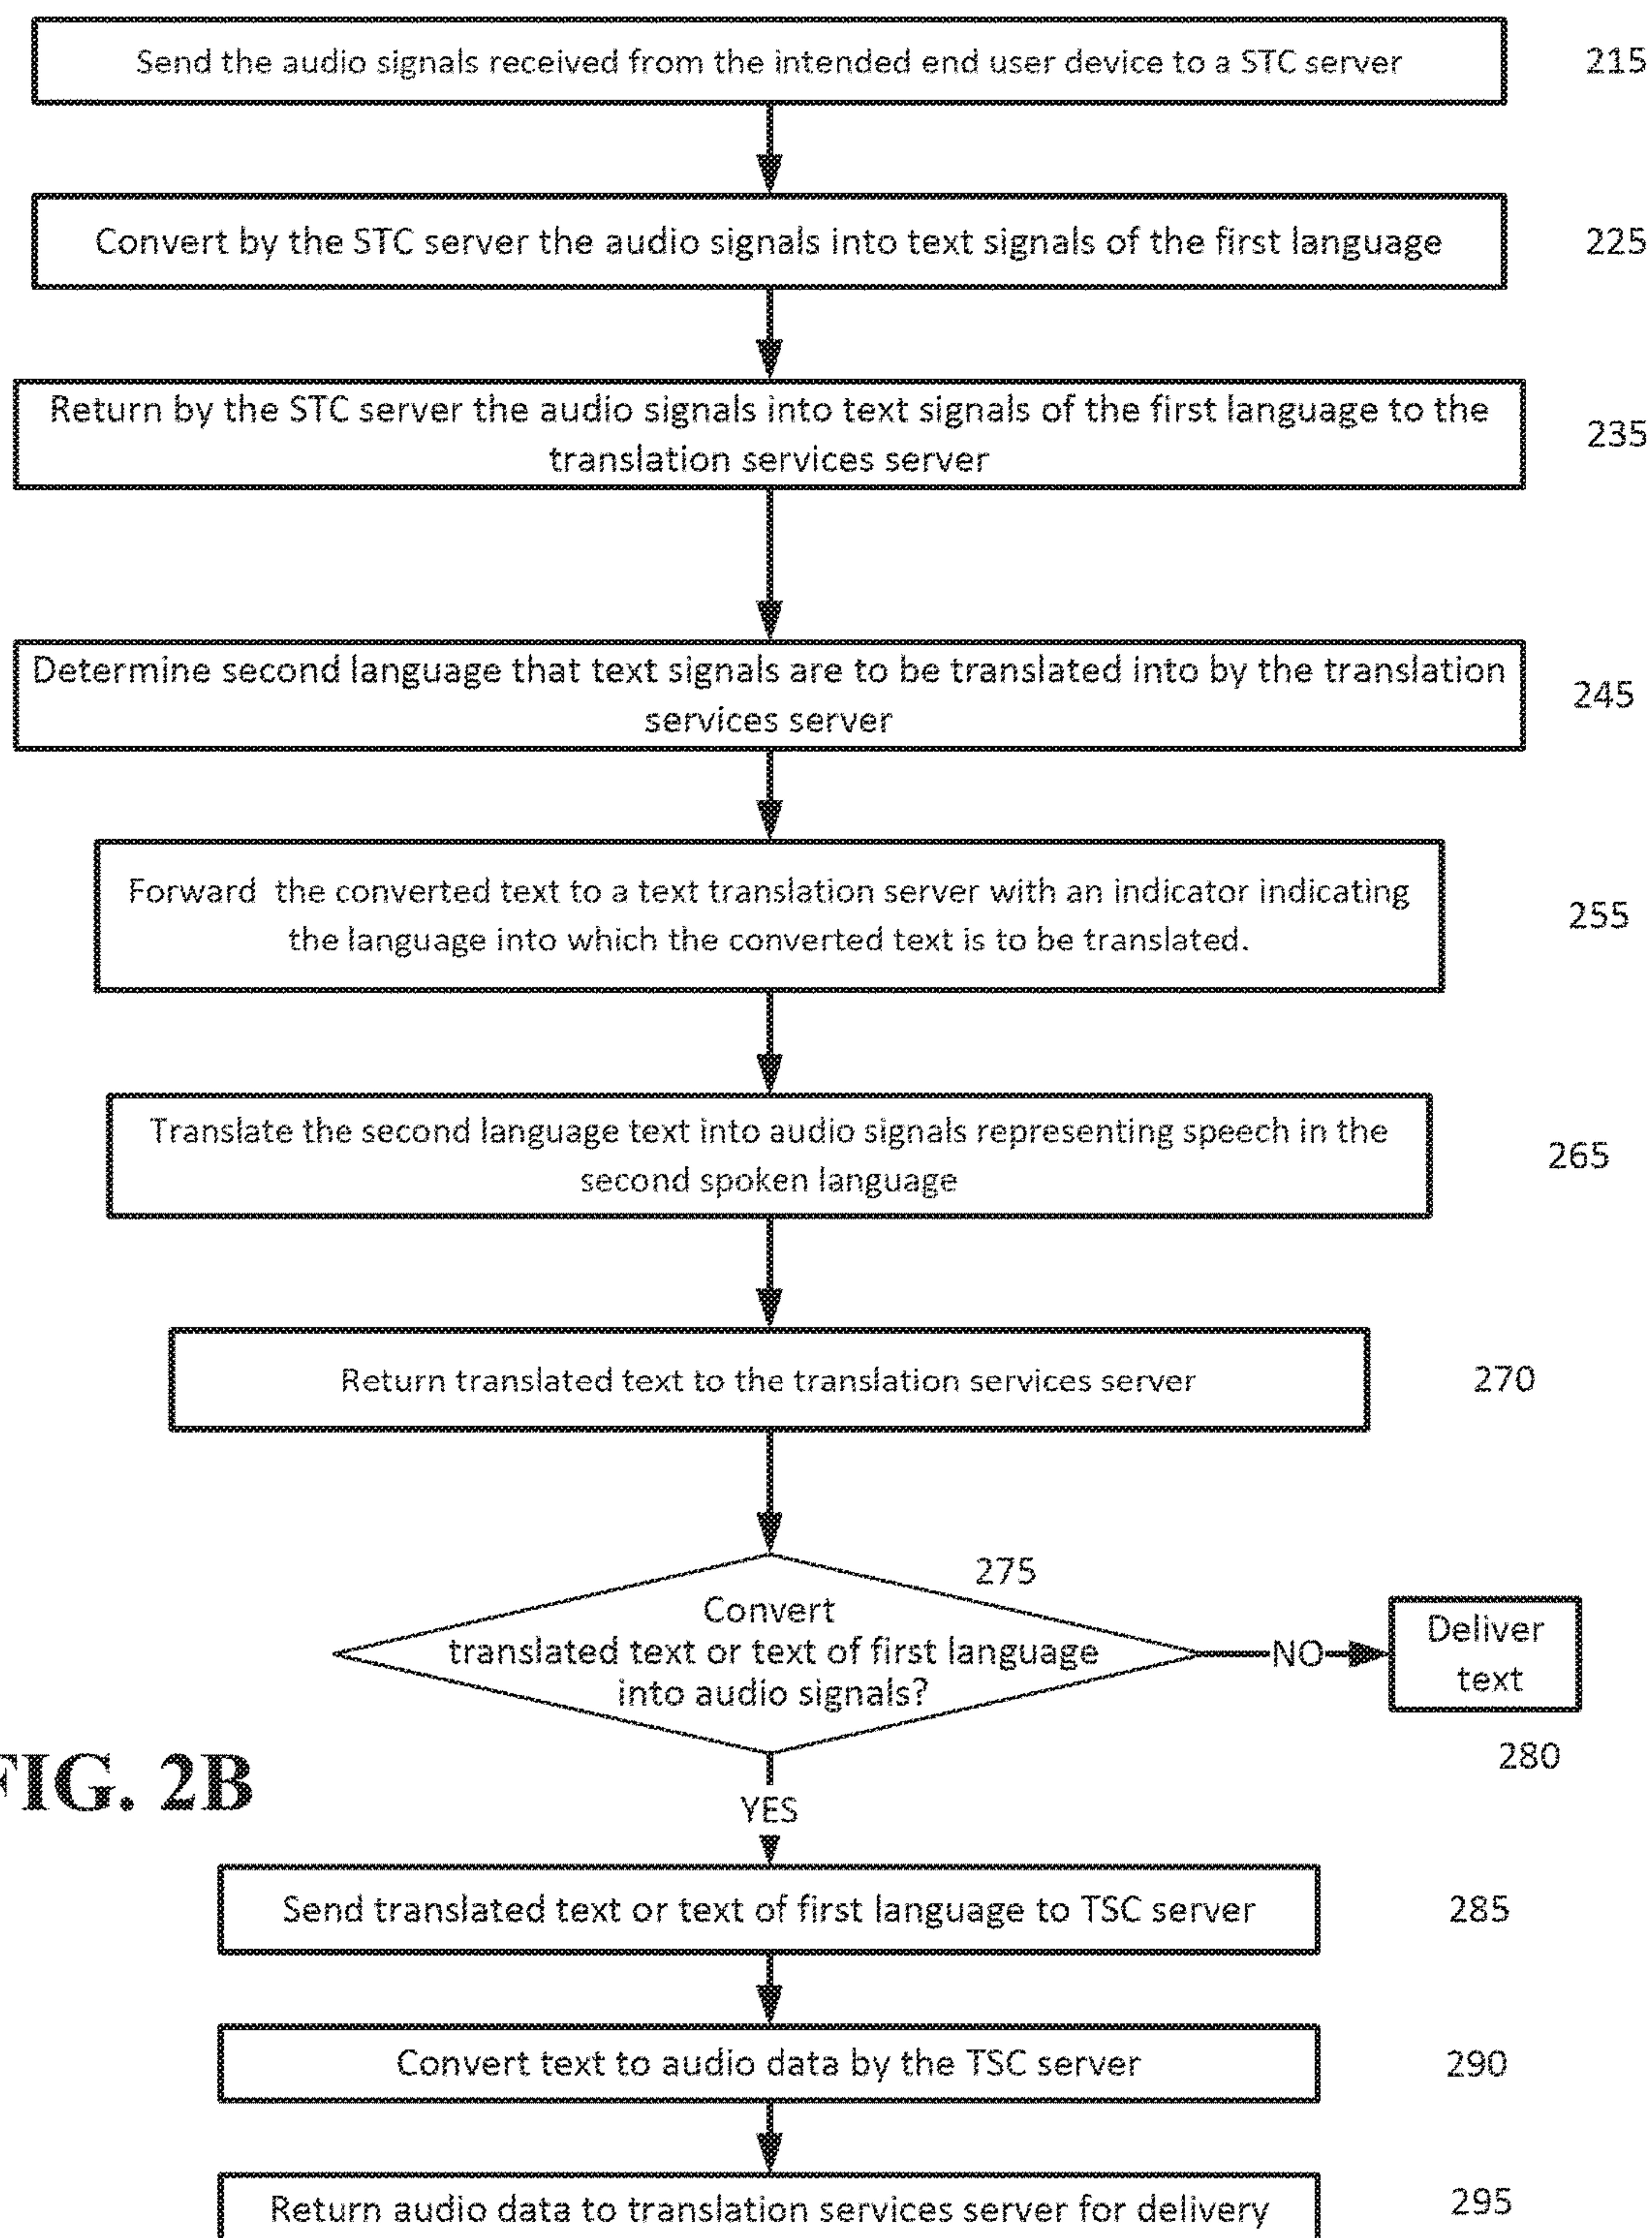 Send the audio signals received from the intended end user device to a STC server
215
Convert by the STC server the audio signals into text signals of the first language
225
Return by the STC server the audio signals into text signals of the first language to the
translation services server
235
Determine second language that text signals are to be translated into by the translation
services server
245
Forward the converted text to a text translation server with an indicator indicating
the language into which the converted text is to be translated.
255
Translate the second language text into audio signals representing speech in the
second spoken language
265
Return translated text to the translation services server
270
275
Convert
translated text or text of first language
into audio signals?
NO
Deliver
text
280
FIG. 2B
YES
Send translated text or text of first language to TSC server
285
Convert text to audio data by the TSC server
290
Return audio data to translation services server for delivery
295